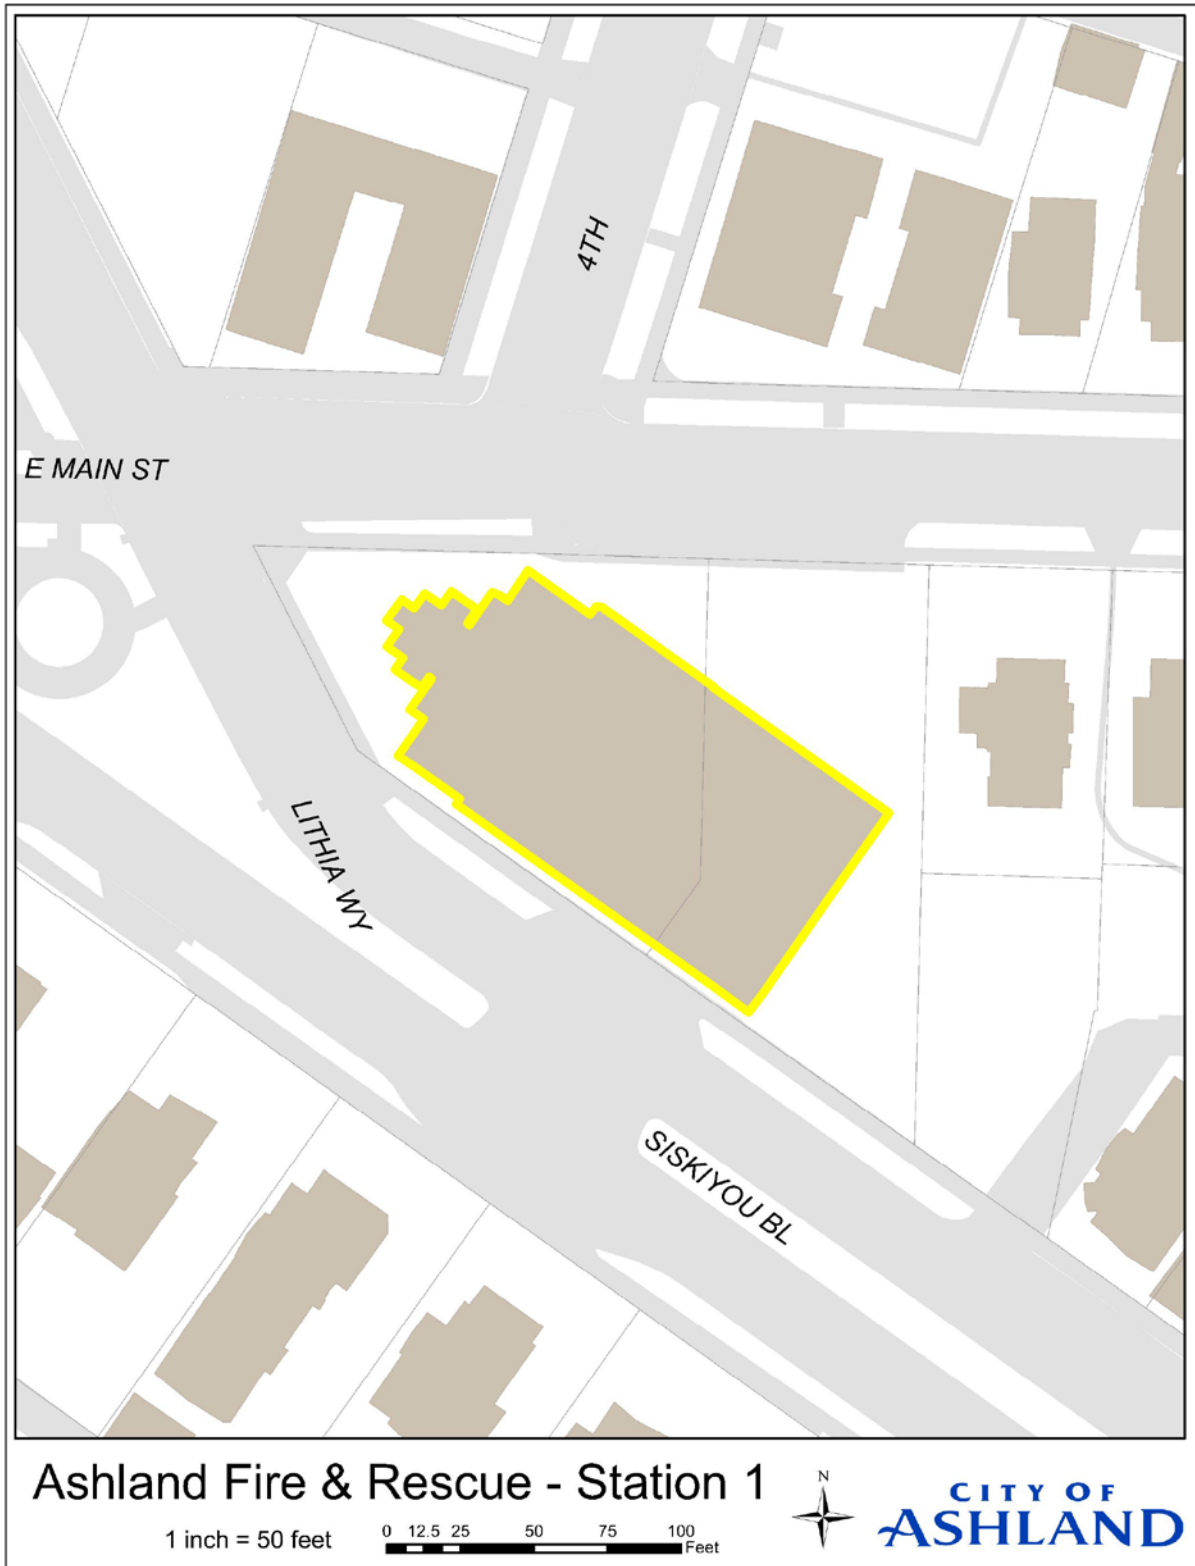 4TH
E MAIN ST
LITHIA WY
SISKIYOU BL
Ashland Fire & Rescue - Station 1
1 inch = 50 feet
0 12.5 25 50 75 100
Feet
N
CITY OF
ASHLAND